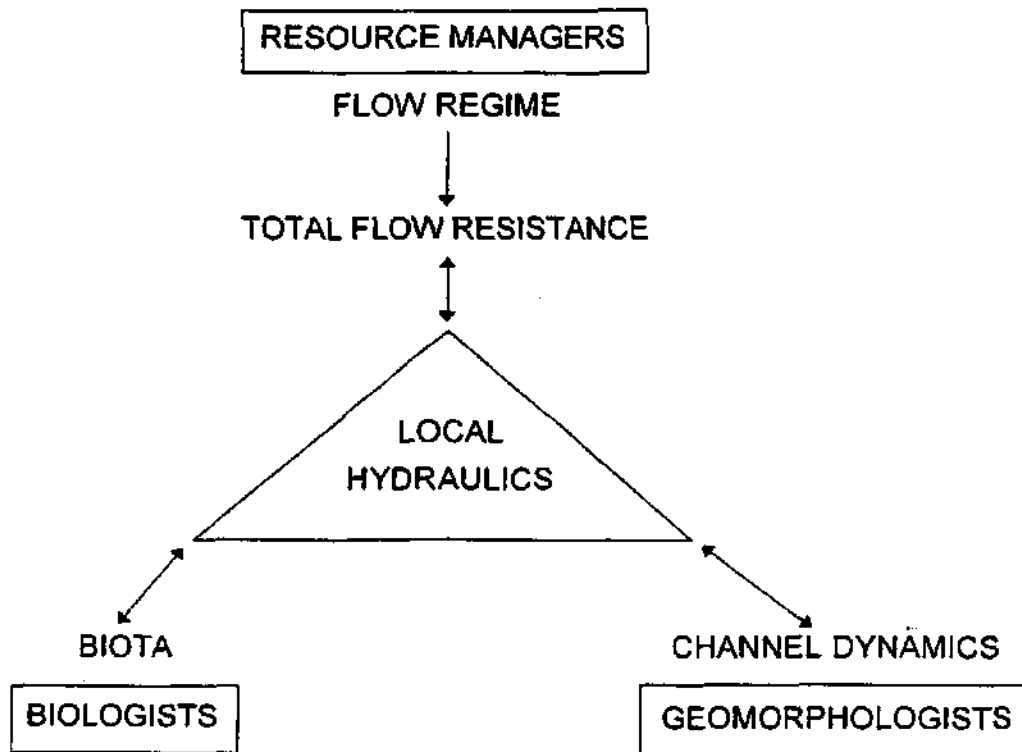 RESOURCE MANAGERS
FLOW REGIME
TOTAL FLOW RESISTANCE
LOCAL
HYDRAULICS
BIOTA
CHANNEL DYNAMICS
BIOLOGISTS
GEOMORPHOLOGISTS